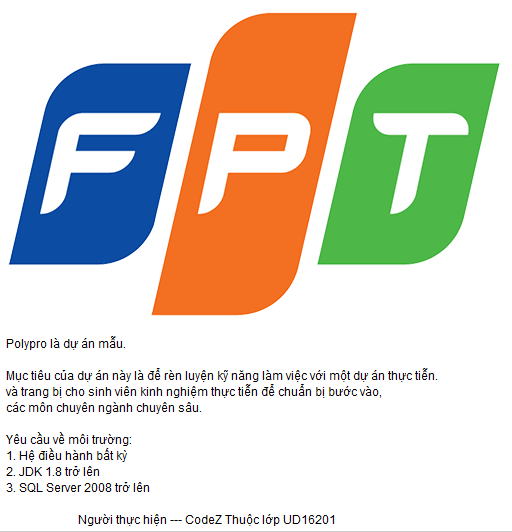 FPT
Polypro là dự án mẫu.
Mục tiêu của dự án này là để rèn luyện kỹ năng làm việc với một dự án thực tiễn.
và trang bị cho sinh viên kinh nghiệm thực tiễn để chuẩn bị bước vào,
các môn chuyên ngành chuyên sâu.
Yêu cầu về môi trường:
1. Hệ điều hành bất kỳ
2. JDK 1.8 trở lên
3. SQL Server 2008 trở lên
Người thực hiện --- CodeZ Thuộc lớp UD16201